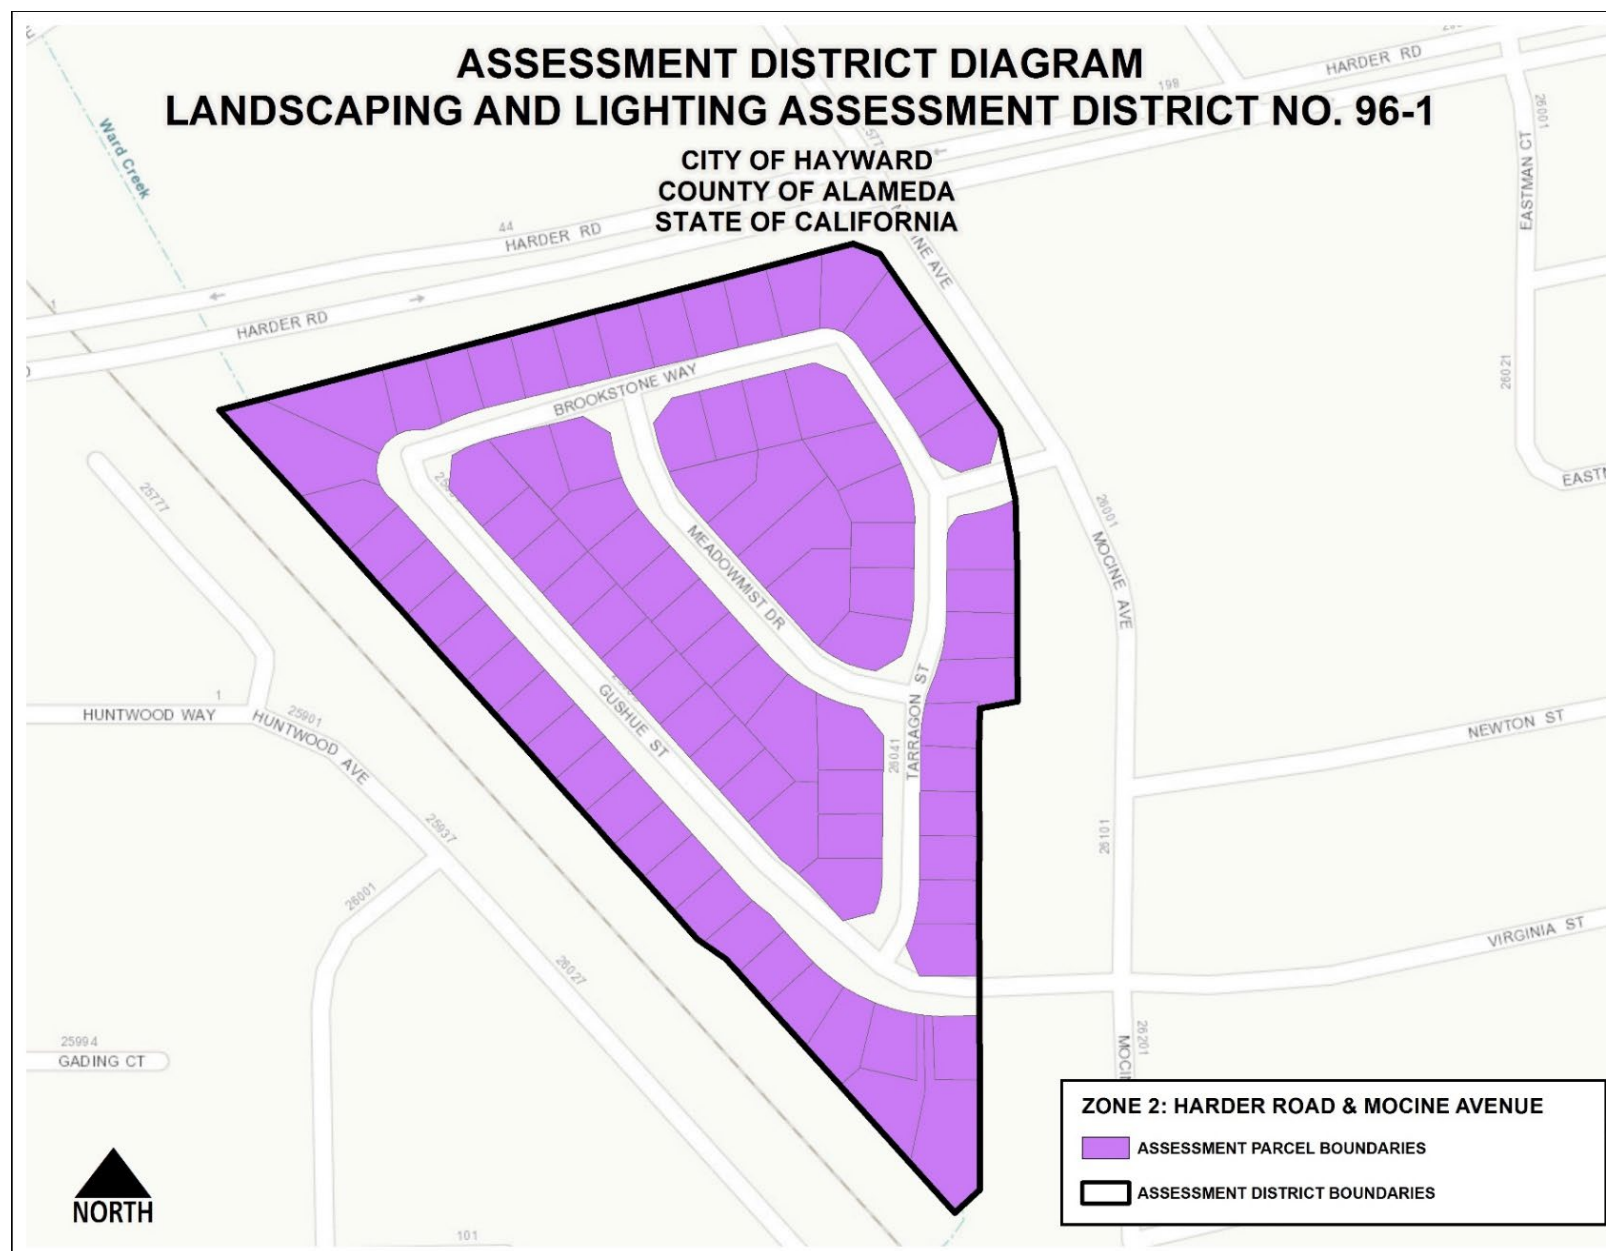 ASSESSMENT DISTRICT DIAGRAM
LANDSCAPING AND LIGHTING ASSESSMENT DISTRICT NO. 96-1
CITY OF HAYWARD
COUNTY OF ALAMEDA
STATE OF CALIFORNIA
HARDER RD
198
Ward Creek
26001
EASTMAN CT
44
HARDER RD
1
HARDER RD
26021
BROOKSTONE WAY
25777
26001
MOCINE AVE
MEADOWMIST DR
GUSHUE ST
TARRAGON ST
26041
1
HUNTWOOD WAY
25901
HUNTWOOD AVE
NEWTON ST
25937
26101
26001
VIRGINIA ST
26027
25994
GADING CT
26201
ZONE 2: HARDER ROAD & MOCINE AVENUE
ASSESSMENT PARCEL BOUNDARIES
ASSESSMENT DISTRICT BOUNDARIES
NORTH
101